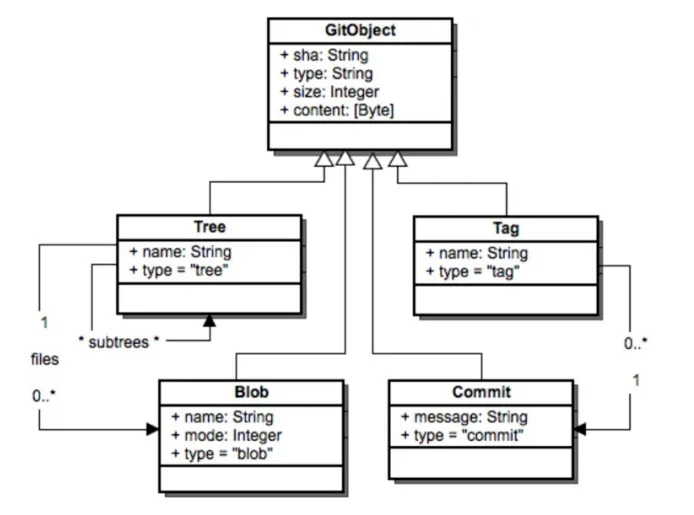 GitObject
+ sha: String
+ type: String
+ size: Integer
+ content: [Byte]
Tree
+ name: String
+ type = "tree"
Tag
+ name: String
+ type = "tag"
1
files
0..*
* subtrees *
0..*
1
Blob
+ name: String
+ mode: Integer
+ type = "blob"
Commit
+ message: String
+ type = "commit"